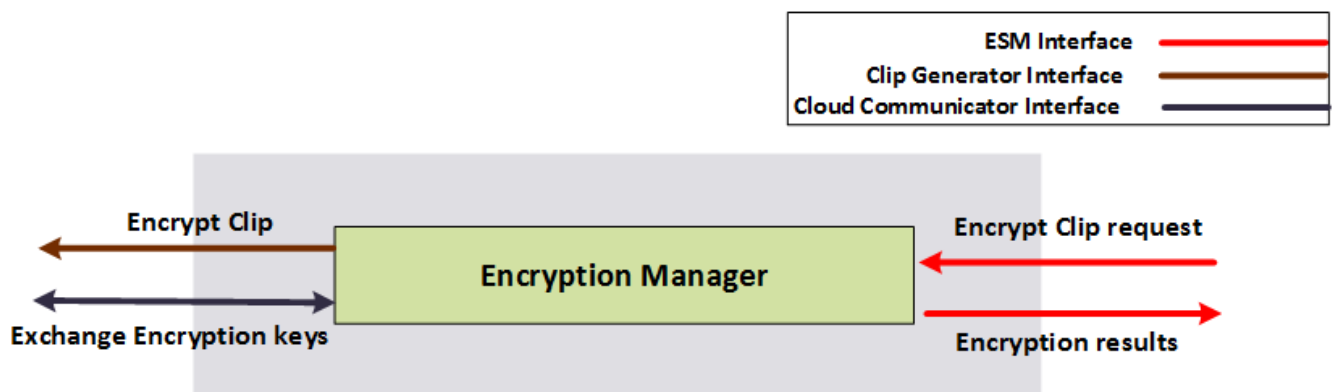 ESM Interface
Clip Generator Interface
Cloud Communicator Interface
Encrypt Clip
Encrypt Clip request
Encryption Manager
Exchange Encryption keys
Encryption results